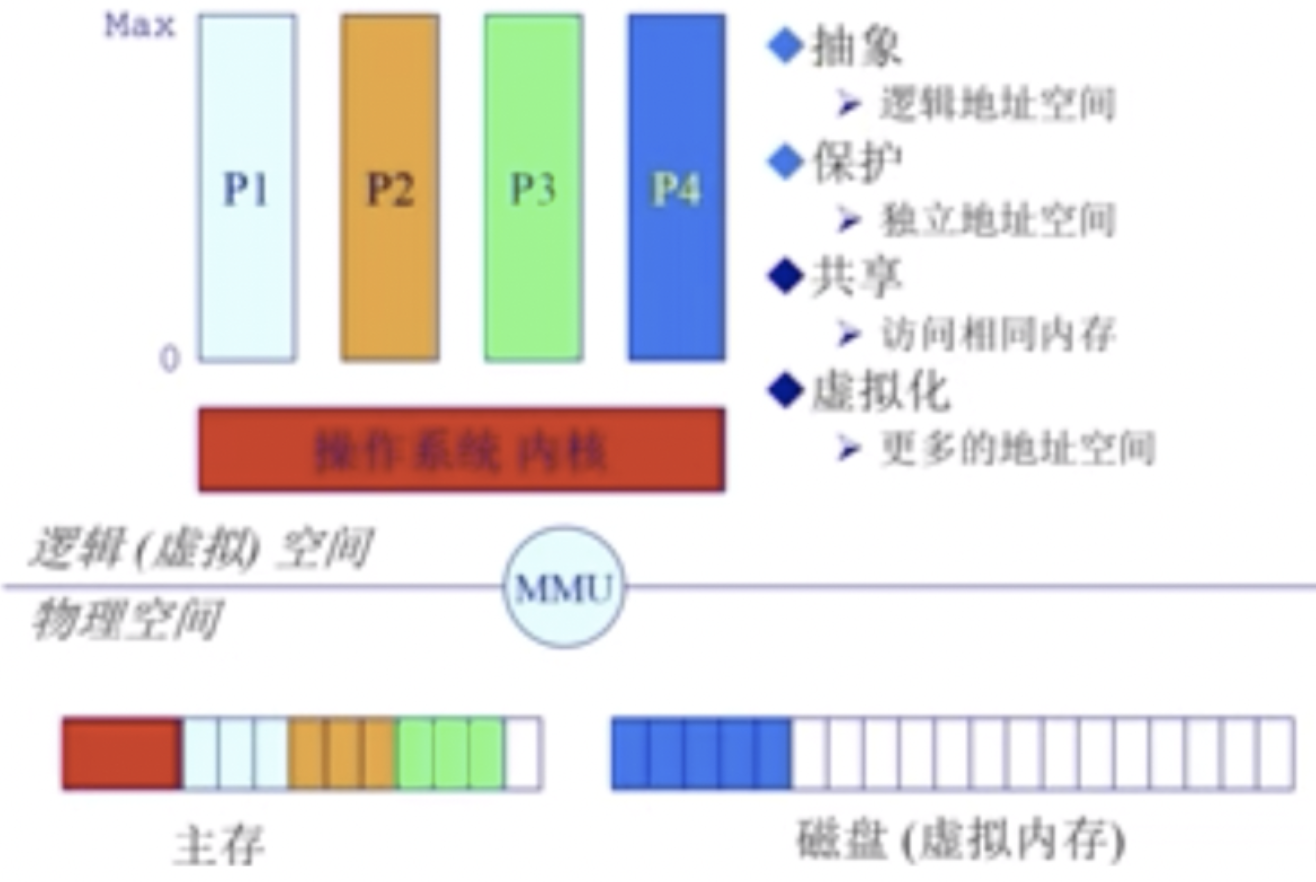 Max
P1
P2
P3
P4
0
操作系统 内核
◆抽象
➢ 逻辑地址空间
◆保护
➢ 独立地址空间
◆共享
➢ 访问相同内存
◆虚拟化
➢ 更多的地址空间
逻辑 (虚拟) 空间
MMU
物理空间
主存
磁盘 (虚拟内存)